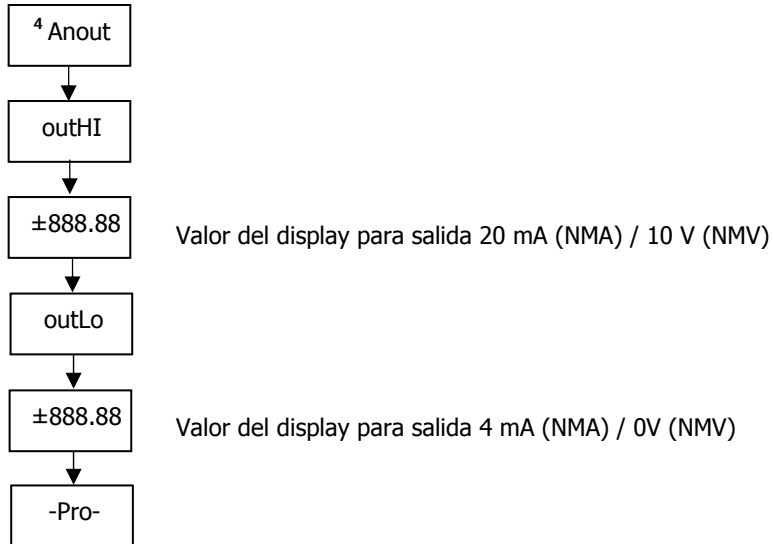 ⁴ Anout
outHI
±888.88
Valor del display para salida 20 mA (NMA) / 10 V (NMV)
outLo
±888.88
Valor del display para salida 4 mA (NMA) / 0V (NMV)
-Pro-